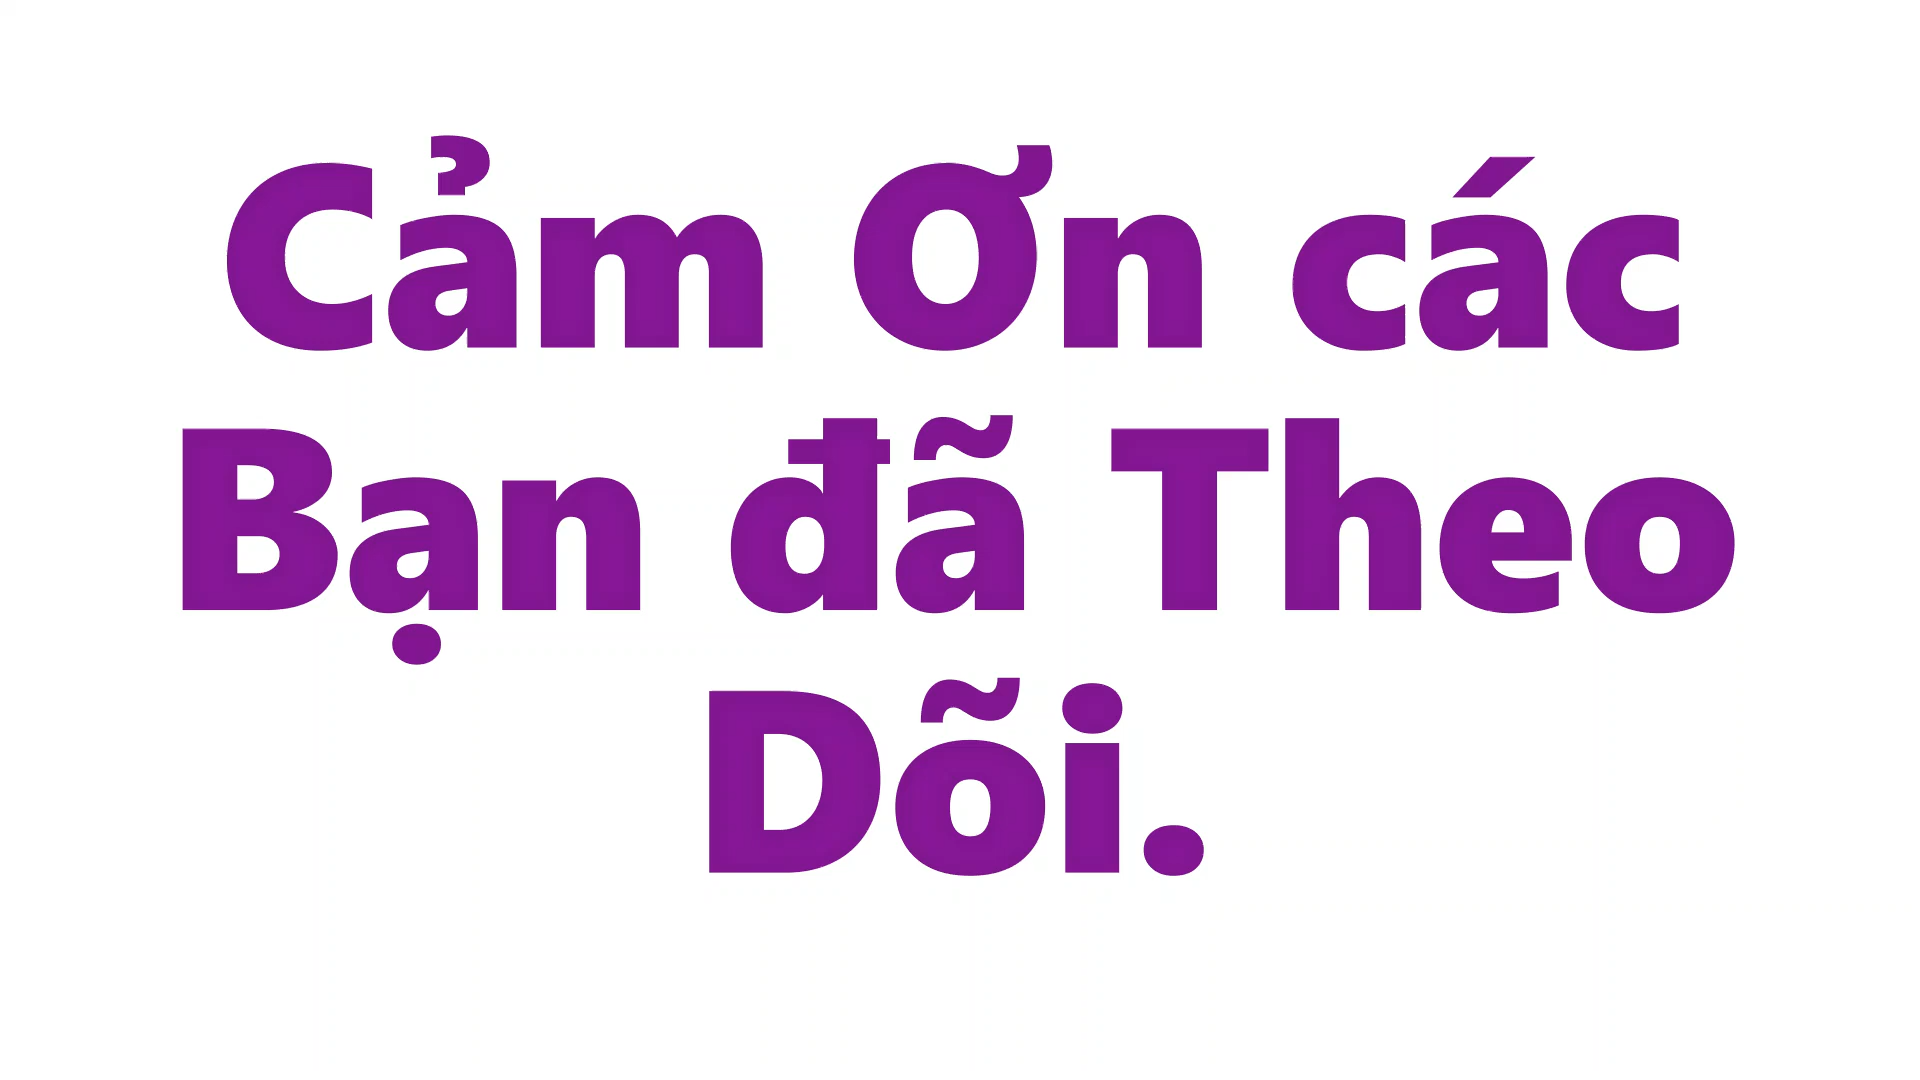 Cảm Ơn các
Bạn đã Theo
Dõi.